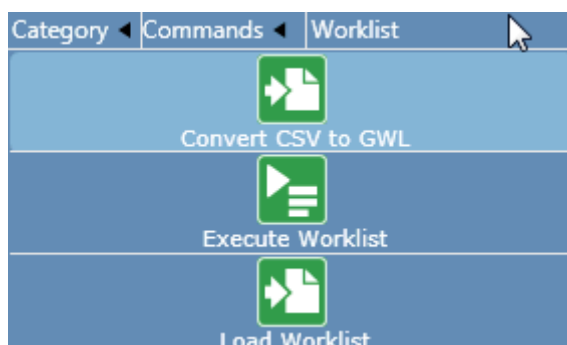 Category Commands Worklist
Convert CSV to GWL
Execute Worklist
Load Worklist